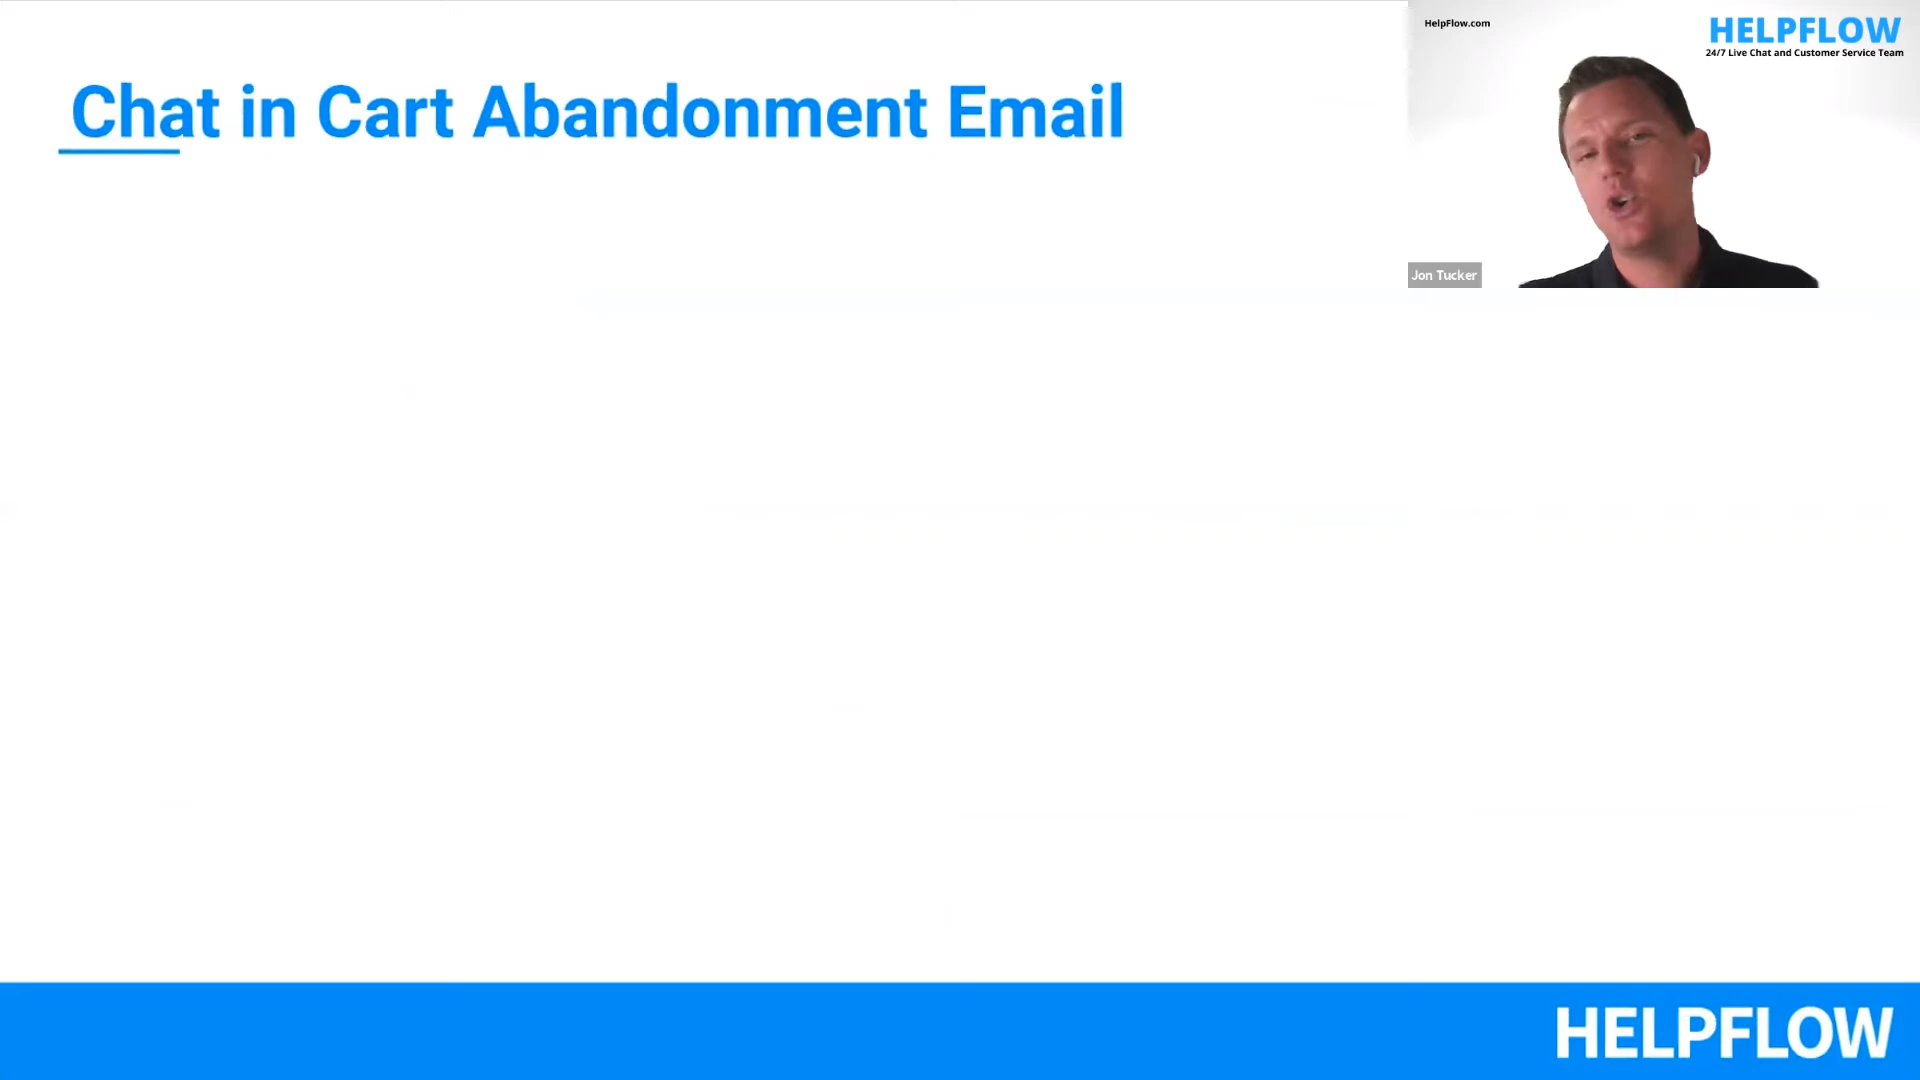 Chat in Cart Abandonment Email
HelpFlow.com
HELPFLOW
24/7 Live Chat and Customer Service Team
Jon Tucker
HELPFLOW